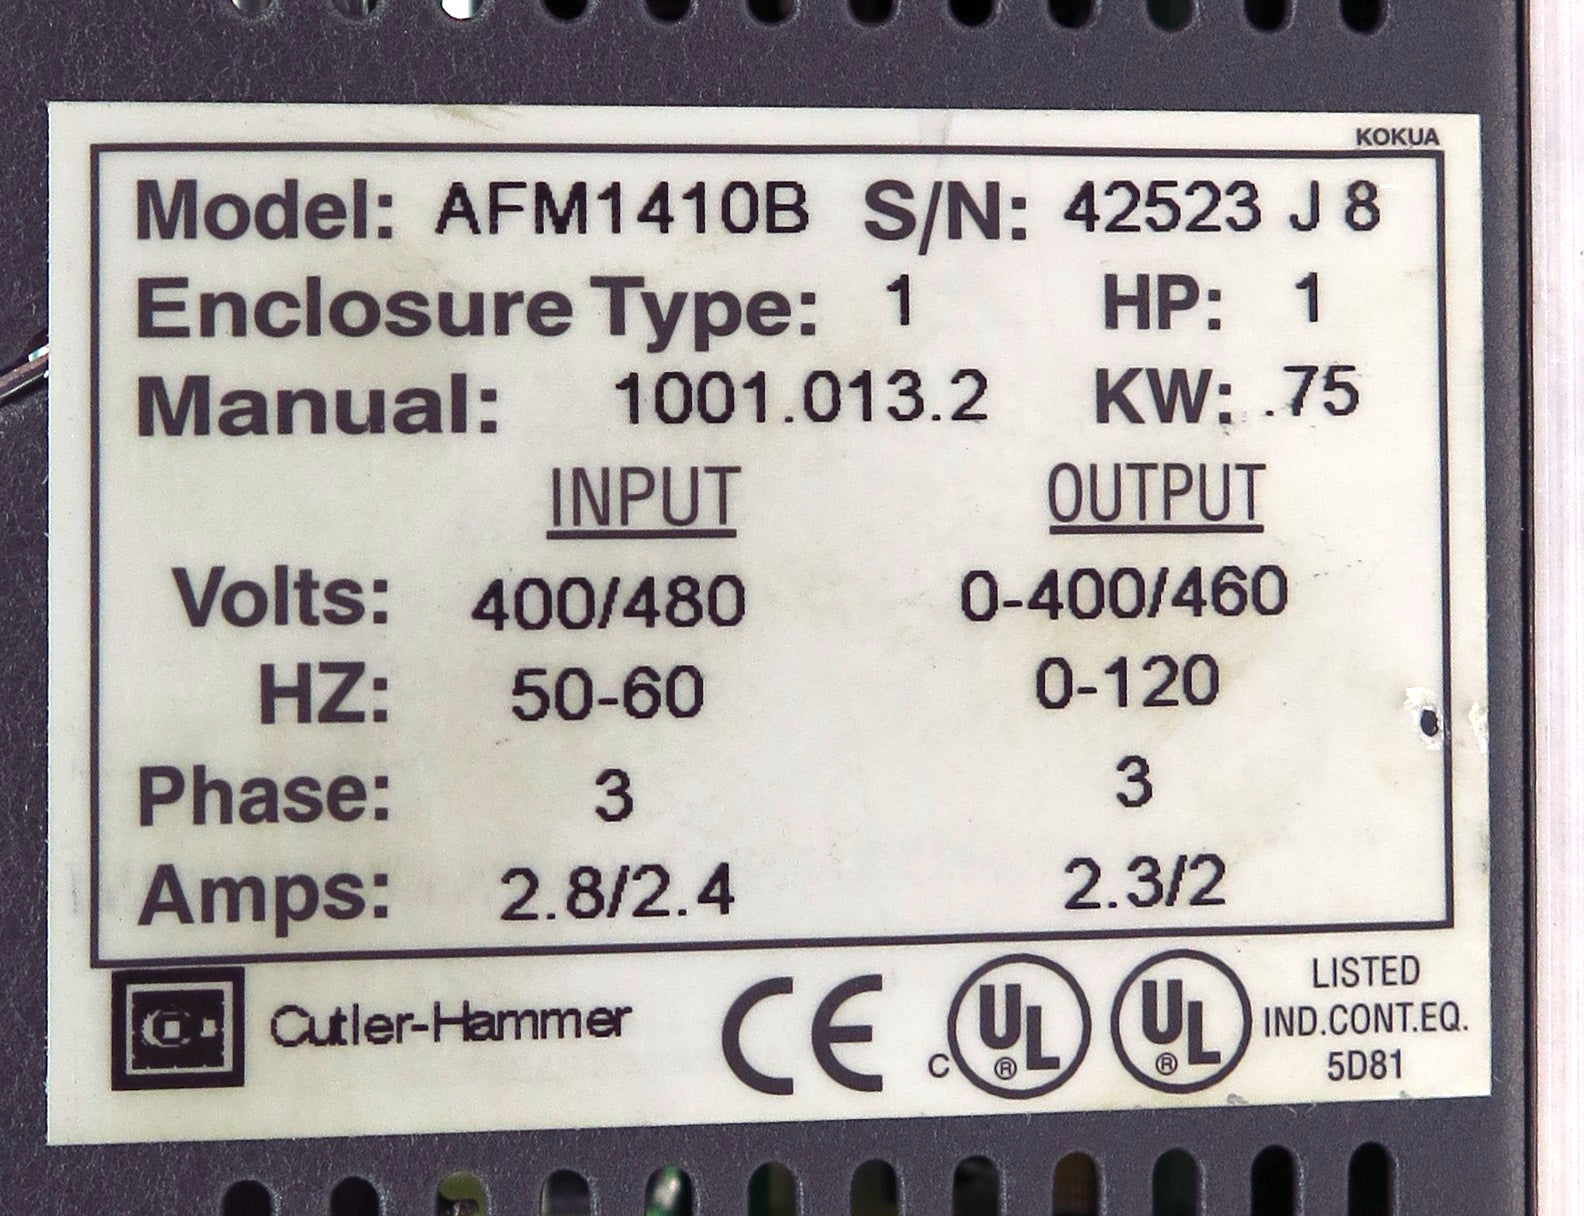 KOKUA
Model: AFM1410B S/N: 42523 J 8
Enclosure Type: 1 HP: 1
Manual: 1001.013.2 KW: .75
INPUT OUTPUT
Volts: 400/480 0-400/460
HZ: 50-60 0-120
Phase: 3 3
Amps: 2.8/2.4 2.3/2
Cutler-Hammer CE C UL® UL® LISTED
IND.CONT.EQ.
5D81